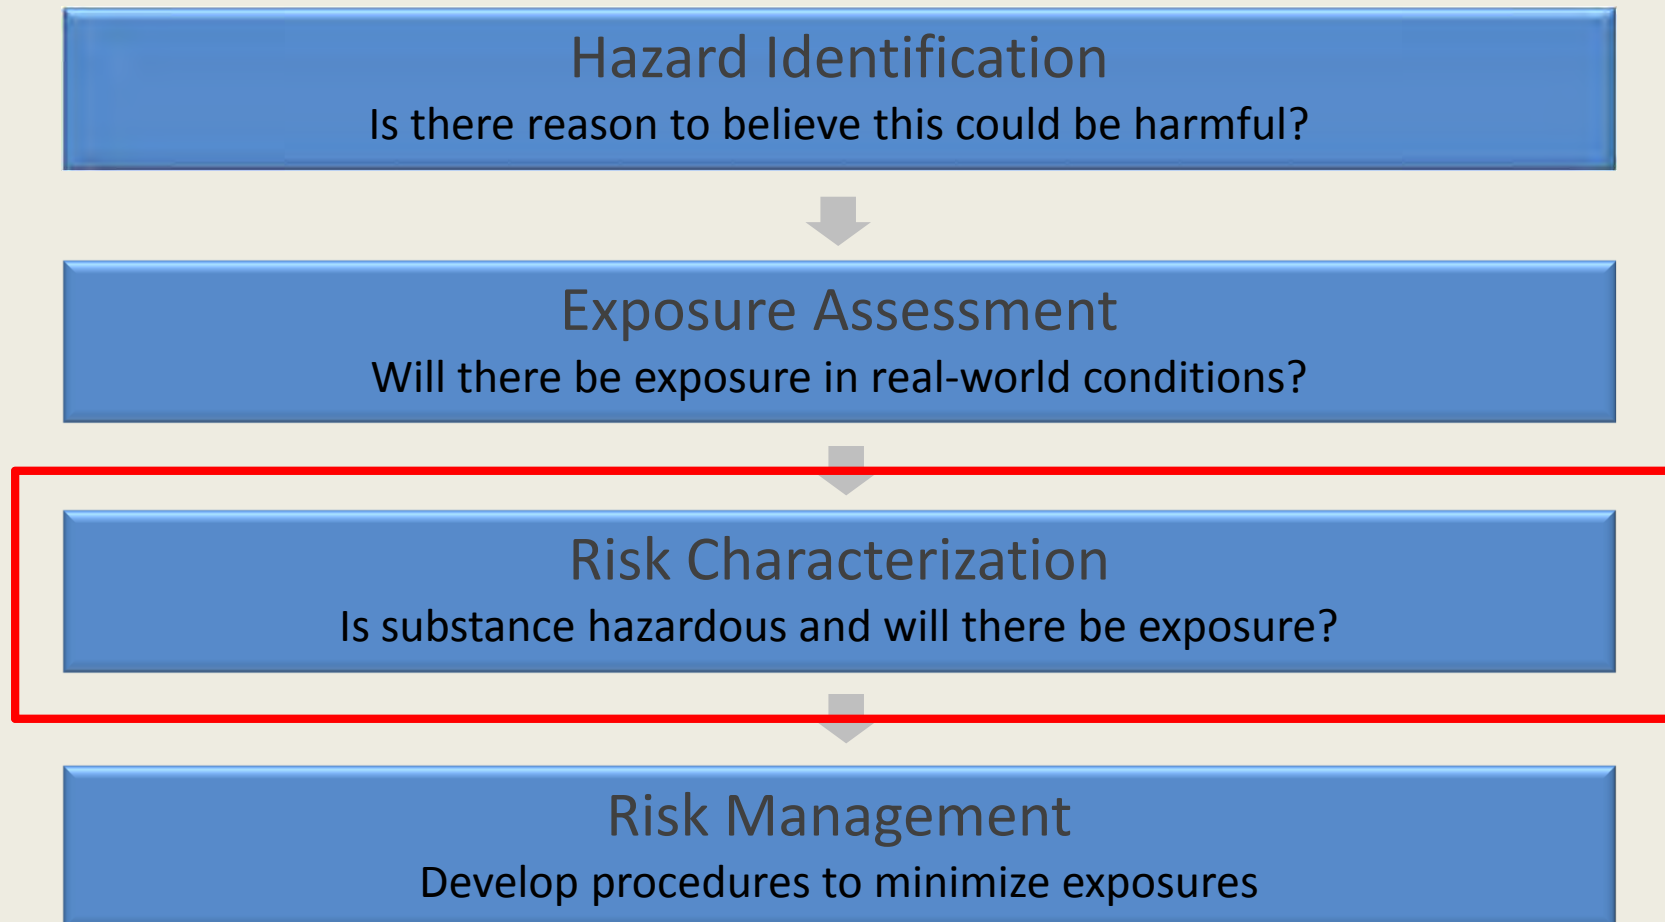 Hazard Identification
Is there reason to believe this could be harmful?
Exposure Assessment
Will there be exposure in real-world conditions?
Risk Characterization
Is substance hazardous and will there be exposure?
Risk Management
Develop procedures to minimize exposures